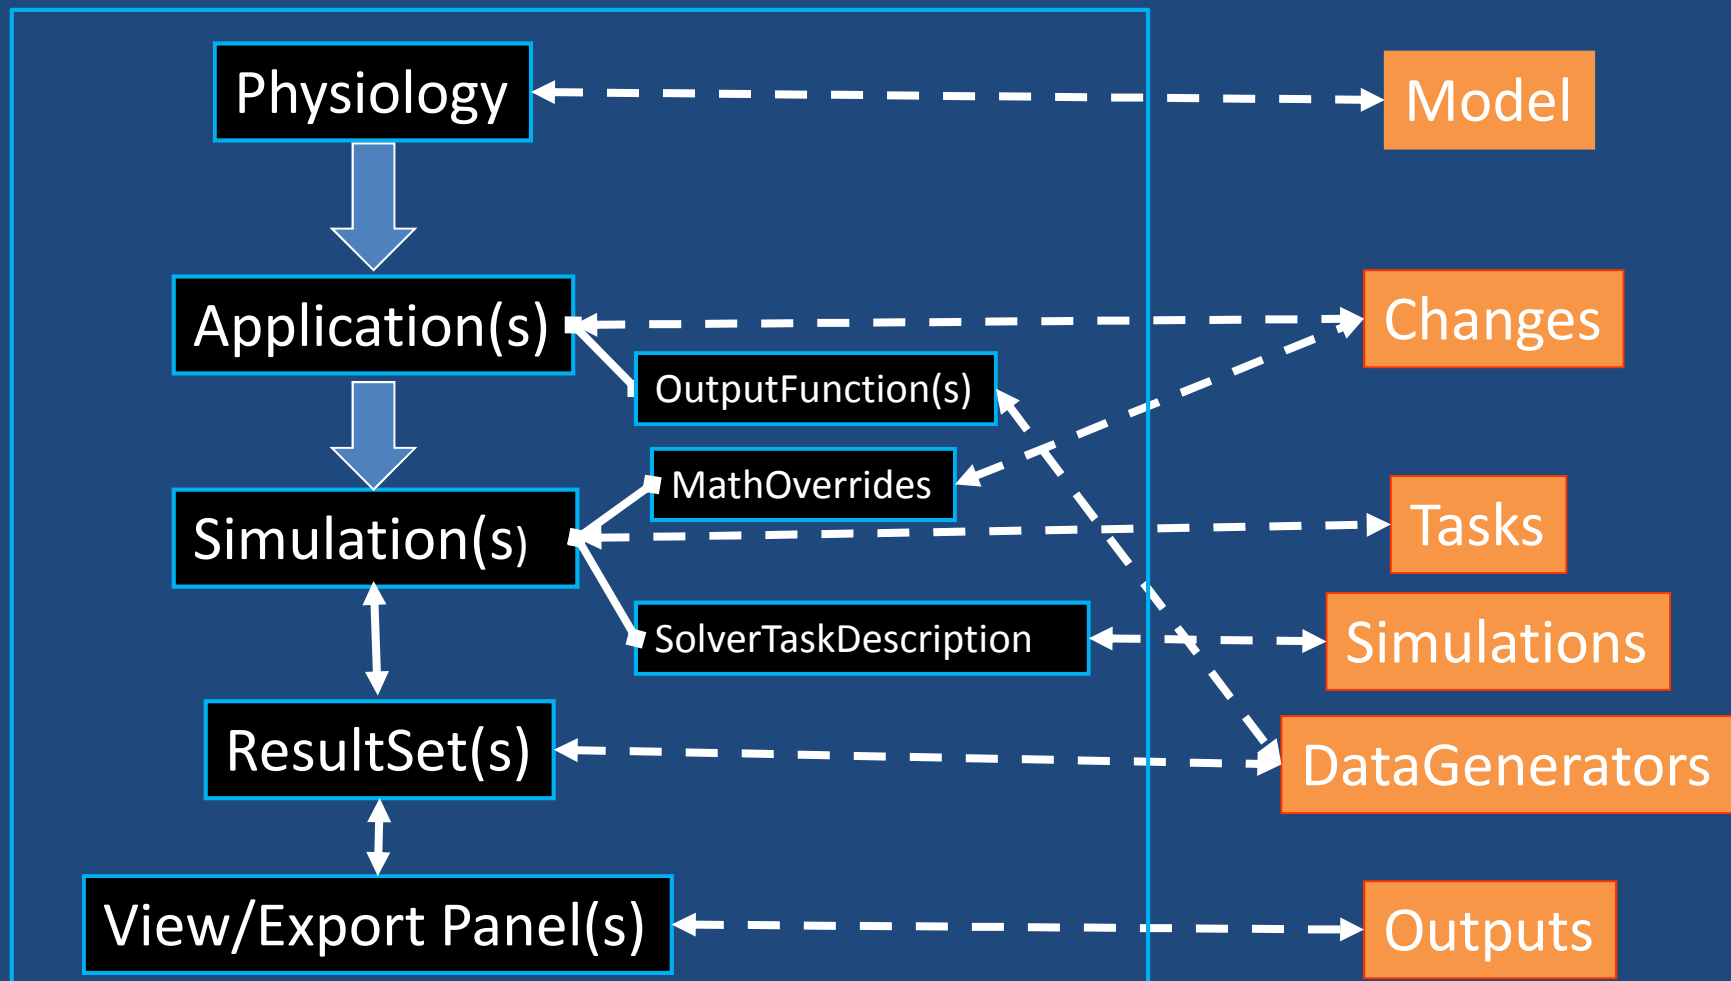 Physiology
Model
Application(s)
Changes
OutputFunction(s)
MathOverrides
Simulation(s)
Tasks
SolverTaskDescription
Simulations
ResultSet(s)
DataGenerators
View/Export Panel(s)
Outputs